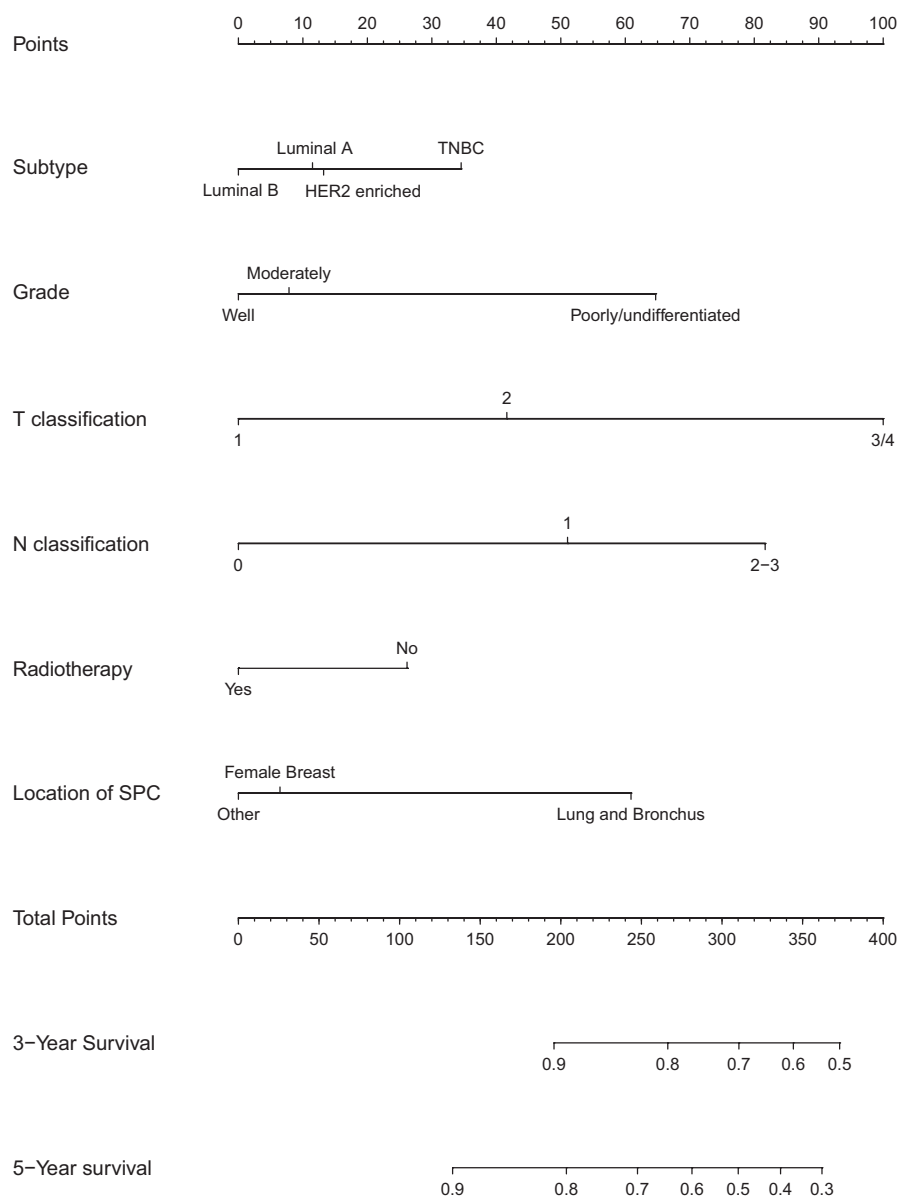 0 10 20 30 40 50 60 70 80 90 100
Points
Luminal A TNBC
Subtype
Luminal B HER2 enriched
Moderately
Grade
Well Poorly/undifferentiated
2
T classification
1 3/4
1
N classification
0 2−3
No
Radiotherapy
Yes
Female Breast
Location of SPC
Other Lung and Bronchus
Total Points
0 50 100 150 200 250 300 350 400
3−Year Survival
0.9 0.8 0.7 0.6 0.5
5−Year survival
0.9 0.8 0.7 0.6 0.5 0.4 0.3